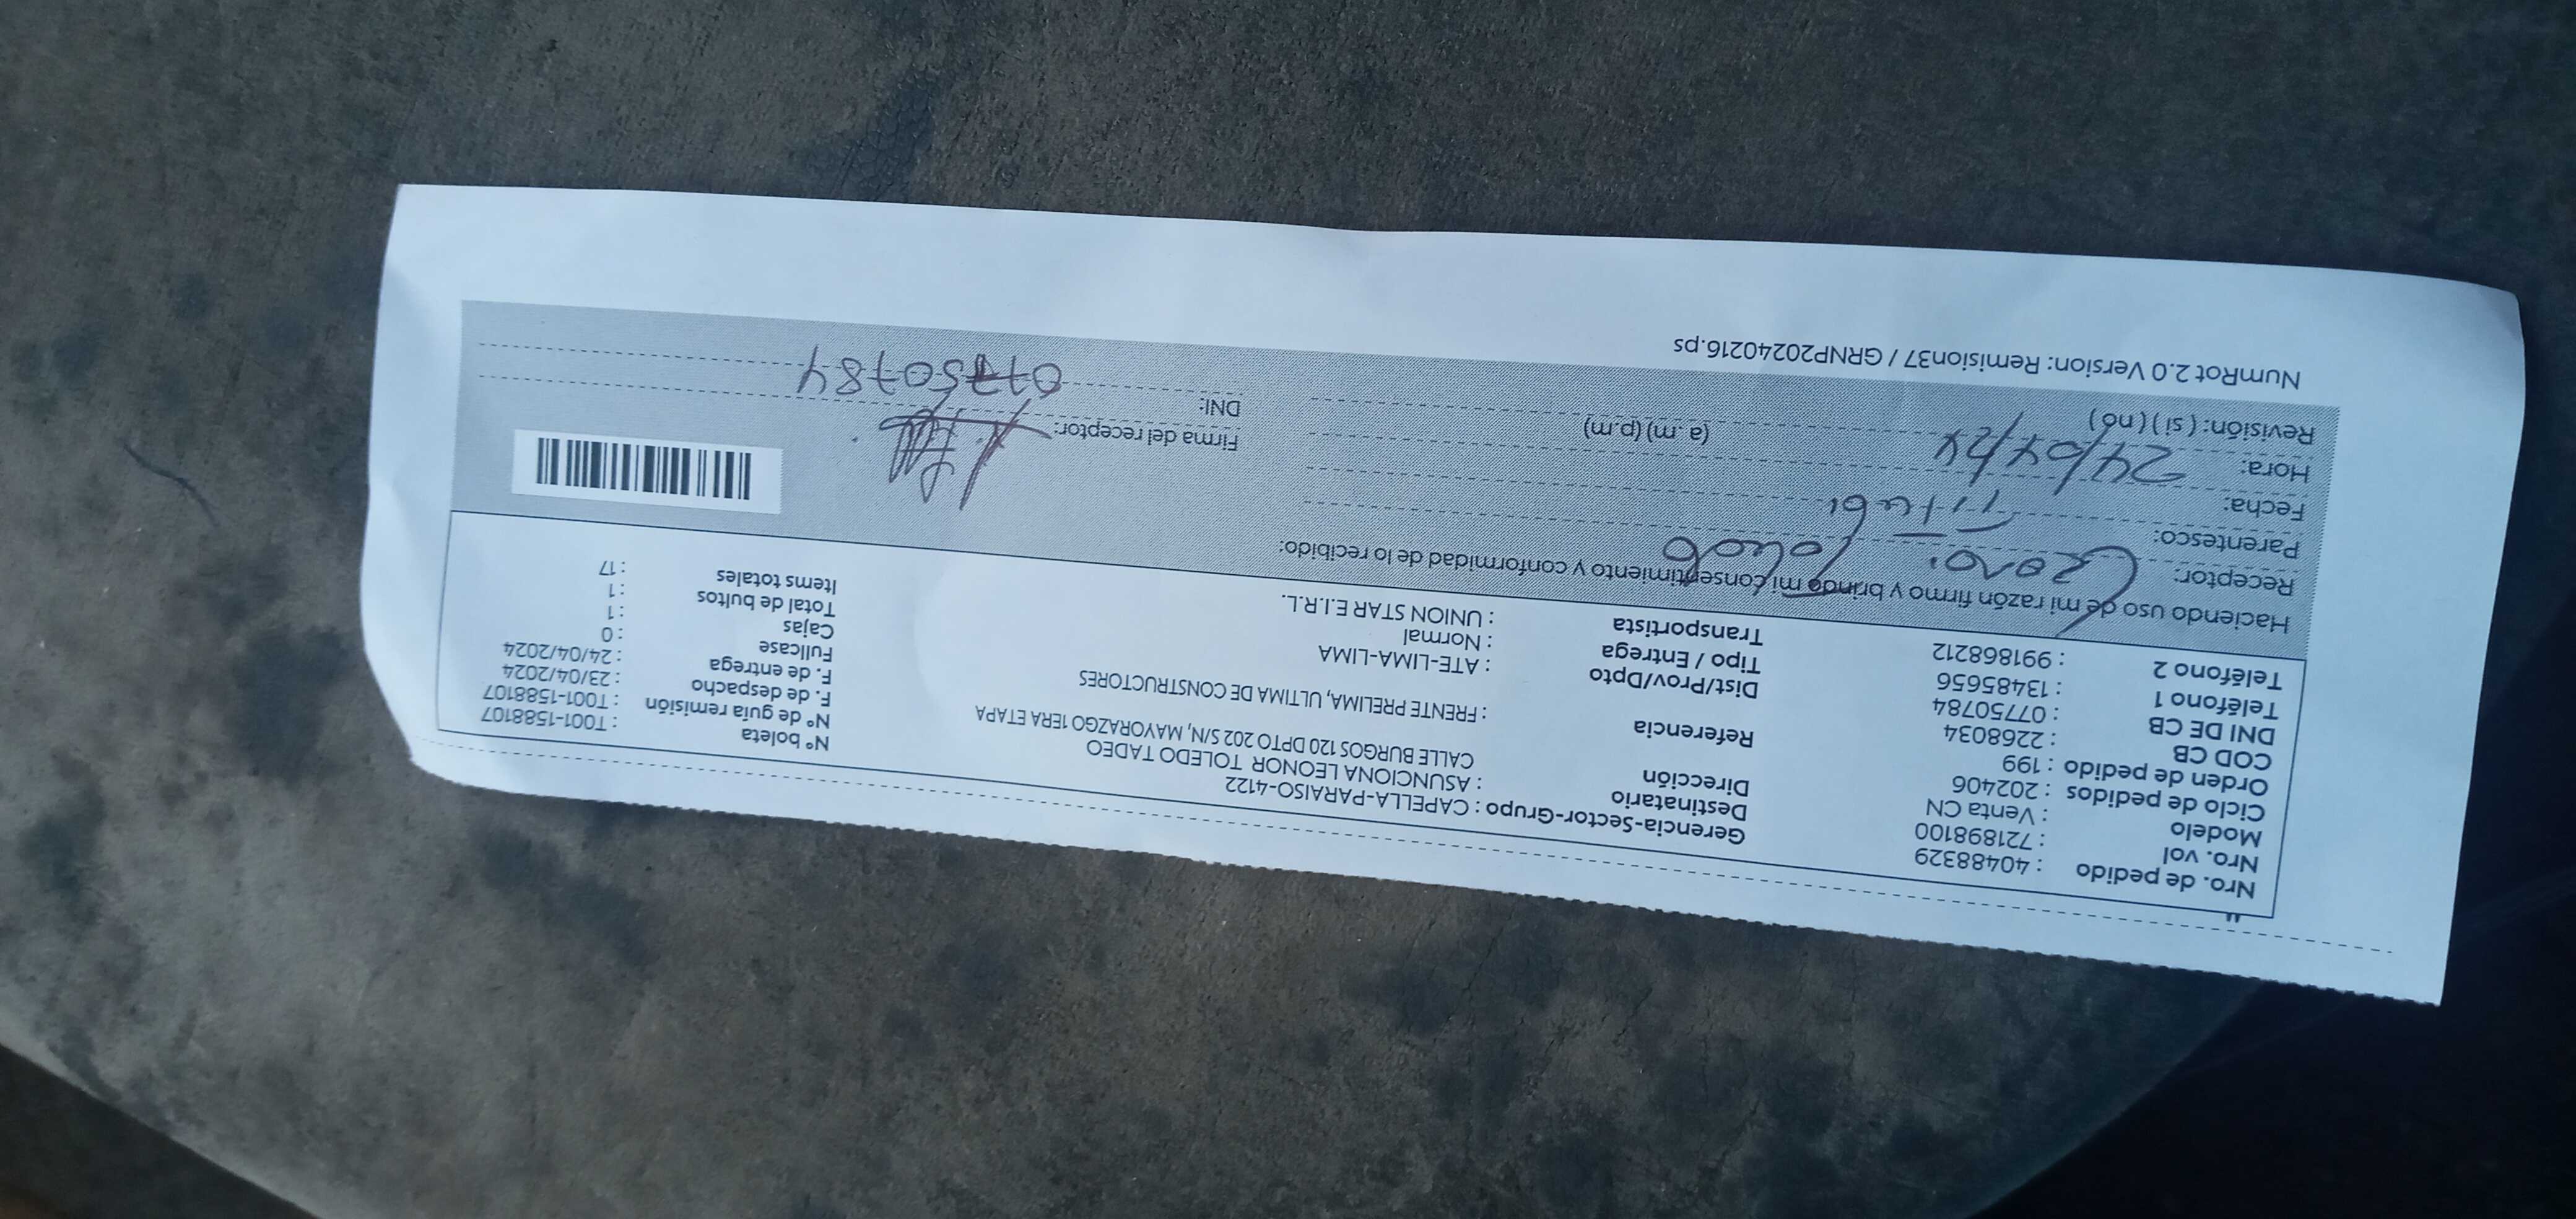 Nro. de pedido : 40488329
Nro. vol : 721898100
Modelo : Venta CN
Ciclo de pedidos : 202406
Orden de pedido : 199
COD CB : 2268034
DNI DE CB : 07750784
Teléfono 1 : 13485656
Teléfono 2 : 991868212
Gerencia-Sector-Grupo : CAPELLA-PARAISO-4122
Destinatario : ASUNCIONA LEONOR TOLEDO TADEO
Dirección CALLE BURGOS 120 DPTO 202 S/N, MAYORAZGO 1ERA ETAPA
Referencia : FRENTE PRELIMA, ULTIMA DE CONSTRUCTORES
Dist/Prov/Dpto : ATE-LIMA-LIMA
Tipo / Entrega : Normal
Transportista : UNION STAR E.I.R.L.
N° boleta : T001-1588107
N° de guía remisión : T001-1588107
F. de despacho : 23/04/2024
F. de entrega : 24/04/2024
Fullcase : 0
Cajas : 1
Total de bultos : 1
Items totales : 17
Haciendo uso de mi razón firmo y brindo mi consentimiento y conformidad de lo recibido:
Receptor: Leonor Toledo
Parentesco:
Fecha: 24/04/24
Hora: (a.m) (p.m)
Revisión: ( si ) ( no )
Firma del receptor:
DNI: 07750784
NumRot 2.0 Version: Remision37 / GRNP20240216.ps